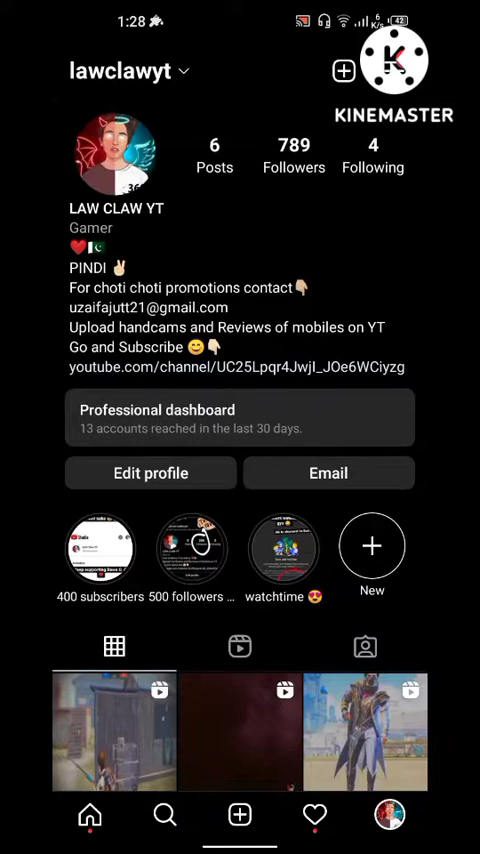 1:28
6
K/s
42
lawclawyt
KINEMASTER
6
Posts
789
Followers
4
Following
LAW CLAW YT
Gamer
❤️🇵🇰
PINDI ✌🏻
For choti choti promotions contact👇🏻
uzaifajutt21@gmail.com
Upload handcams and Reviews of mobiles on YT
Go and Subscribe 😊👇🏻
youtube.com/channel/UC25Lpqr4JwjI_JOe6WCiyzg
Professional dashboard
13 accounts reached in the last 30 days.
Edit profile
Email
400 subscribers
500 followers ...
watchtime 😍
New